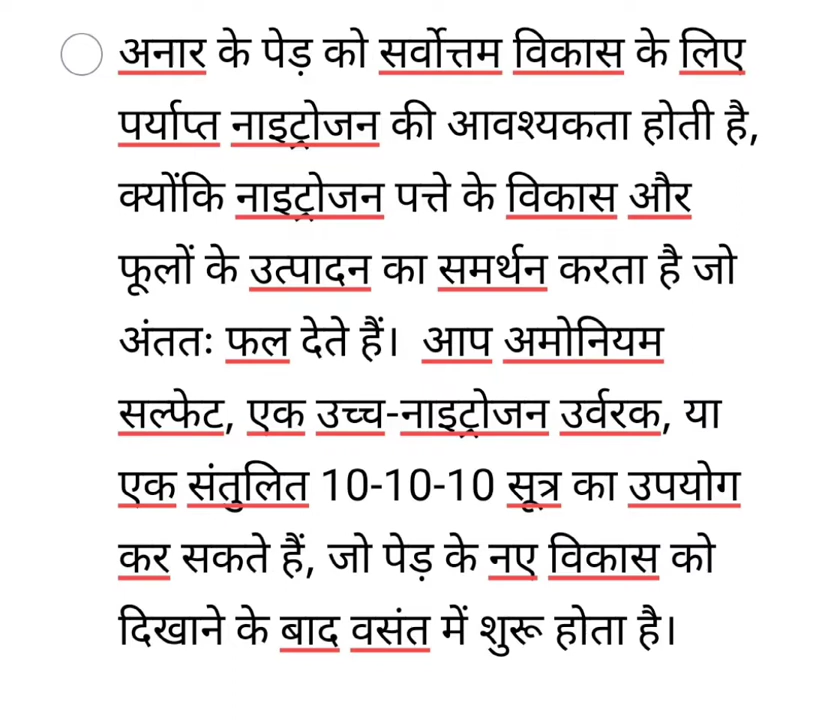 अनार के पेड़ को सर्वोत्तम विकास के लिए
पर्याप्त नाइट्रोजन की आवश्यकता होती है,
क्योंकि नाइट्रोजन पत्ते के विकास और
फूलों के उत्पादन का समर्थन करता है जो
अंततः फल देते हैं। आप अमोनियम
सल्फेट, एक उच्च-नाइट्रोजन उर्वरक, या
एक संतुलित 10-10-10 सूत्र का उपयोग
कर सकते हैं, जो पेड़ के नए विकास को
दिखाने के बाद वसंत में शुरू होता है।